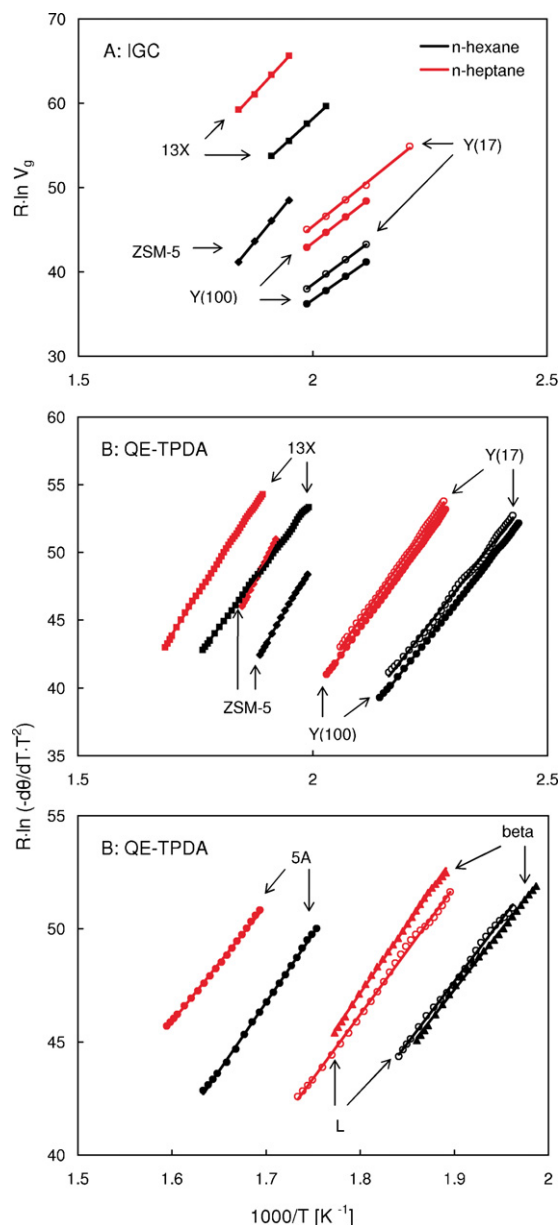 A: IGC
n-hexane
n-heptane
70
60
50
40
30
R·ln Vg
13X
ZSM-5
Y(100)
Y(17)
1.5
2
2.5
B: QE-TPDA
60
55
50
45
40
35
13X
ZSM-5
Y(17)
Y(100)
1.5
2
2.5
R·ln (-dθ/dT·T²)
B: QE-TPDA
55
50
45
40
5A
beta
L
1.5
1.6
1.7
1.8
1.9
2
1000/T [K⁻¹]